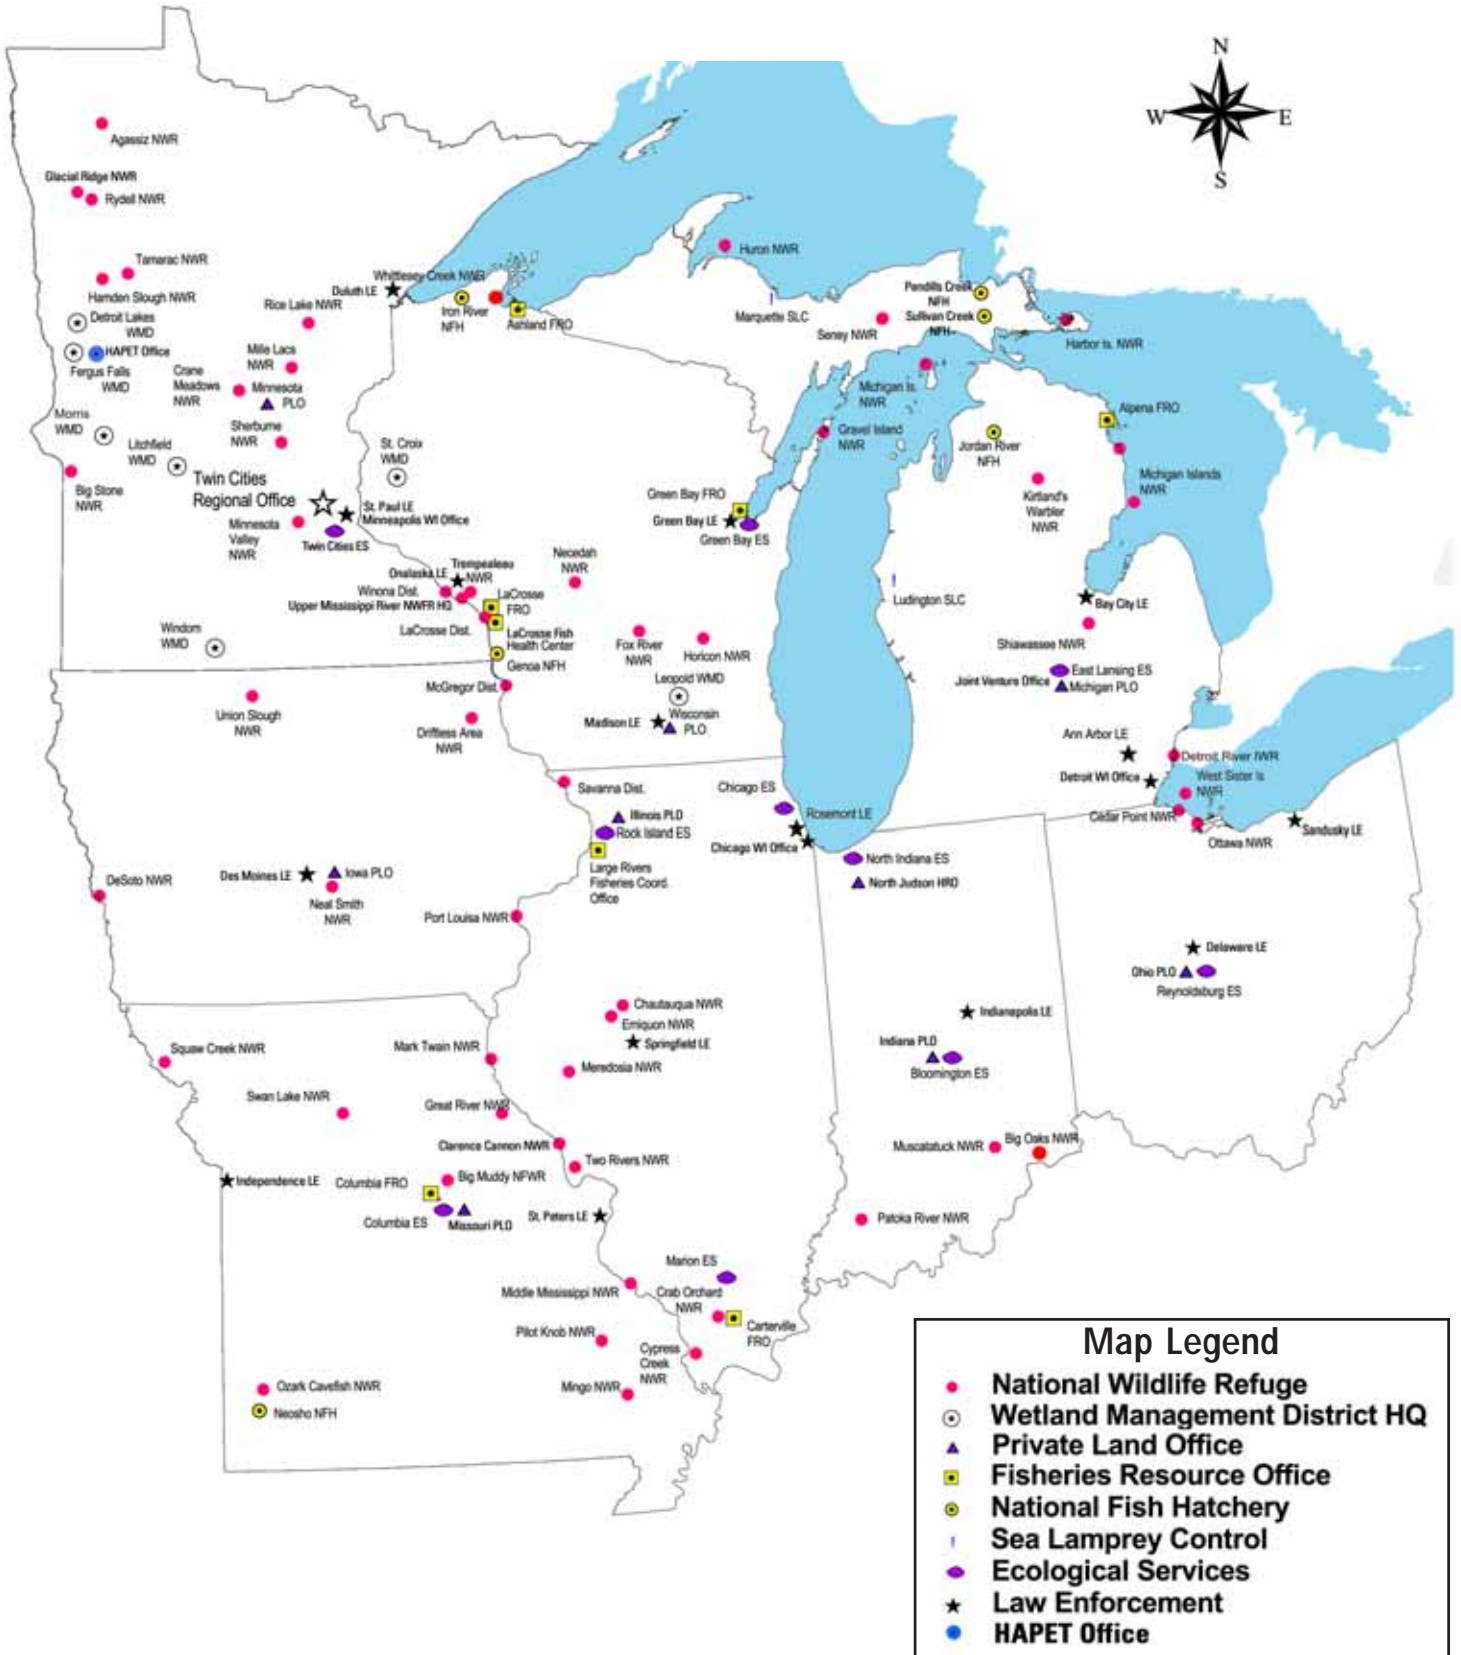 N
W
E
S
Agassiz NWR
Glacial Ridge NWR
Rydell NWR
Tamarac NWR
Hamden Slough NWR
Detroit Lakes
WMD
HAPET Office
Fergus Falls
WMD
Rice Lake NWR
Mille Lacs
NWR
Crane
Meadows
NWR
Minnesota
PLO
Sherburne
NWR
Morris
WMD
Litchfield
WMD
Big Stone
NWR
Twin Cities
Regional Office
St. Paul LE
Minneapolis WI Office
Minnesota
Valley
NWR
Twin Cities ES
Windom
WMD
Duluth LE
Whittlesey Creek NWR
Iron River
NFH
Ashland FRO
St. Croix
WMD
Huron NWR
Marquette SLC
Seney NWR
Pendills Creek
NFH
Sullivan Creek
NFH
Harbor Is. NWR
Michigan Is.
NWR
Gravel Island
NWR
Alpena FRO
Jordan River
NFH
Kirtland's
Warbler
NWR
Michigan Islands
NWR
Green Bay FRO
Green Bay LE
Green Bay ES
Necedah
NWR
Trempealeau
NWR
Onalaska LE
Winona Dist.
Upper Mississippi River NWFR HQ
LaCrosse
FRO
LaCrosse Dist.
LaCrosse Fish
Health Center
Genoa NFH
McGregor Dist.
Fox River
NWR
Horicon NWR
Leopold WMD
Madison LE
Wisconsin
PLO
Ludington SLC
Bay City LE
Shiawassee NWR
East Lansing ES
Joint Venture Office
Michigan PLO
Ann Arbor LE
Detroit River IWR
Detroit WI Office
West Sister Is.
NWR
Cedar Point NWR
Ottawa NWR
Sandusky LE
Union Slough
NWR
Driftless Area
NWR
Savanna Dist.
Illinois PLO
Rock Island ES
Large Rivers
Fisheries Coord.
Office
Chicago ES
Rosemont LE
Chicago WI Office
North Indiana ES
North Judson HRO
DeSoto NWR
Des Moines LE
Iowa PLO
Neal Smith
NWR
Port Louisa NWR
Delaware LE
Ohio PLO
Reynoldsburg ES
Chautauqua NWR
Emiquon NWR
Springfield LE
Meredosia NWR
Indianapolis LE
Indiana PLO
Bloomington ES
Squaw Creek NWR
Mark Twain NWR
Swan Lake NWR
Great River NWR
Clarence Cannon NWR
Two Rivers NWR
Muscatatuck NWR
Big Oaks NWR
Independence LE
Columbia FRO
Big Muddy NFWR
Columbia ES
Missouri PLO
St. Peters LE
Patoka River NWR
Marion ES
Middle Mississippi NWR
Crab Orchard
NWR
Carterville
FRO
Pilot Knob NWR
Cypress
Creek
NWR
Mingo NWR
Ozark Cavefish NWR
Neosho NFH
Map Legend
National Wildlife Refuge
Wetland Management District HQ
Private Land Office
Fisheries Resource Office
National Fish Hatchery
Sea Lamprey Control
Ecological Services
Law Enforcement
HAPET Office